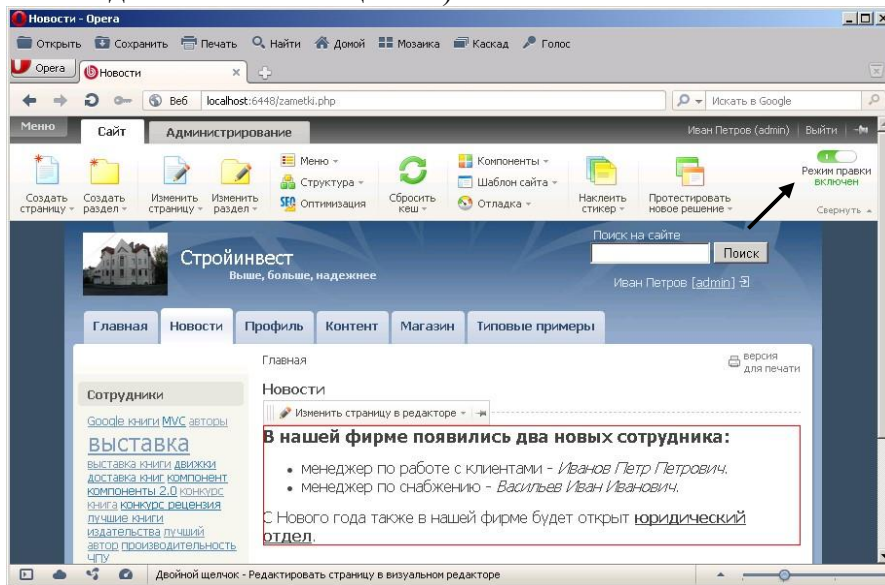 Новости - Opera
Открыть Сохранить Печать Найти Домой Мозаика Каскад Голос
Opera Новости
Веб localhost:6448/zametki.php Искать в Google
Меню Сайт Администрирование Иван Петров (admin) Выйти
Создать страницу Создать раздел Изменить страницу Изменить раздел
Меню
Структура
SEO Оптимизация
Сбросить кеш
Компоненты
Шаблон сайта
Отладка
Наклеить стикер
Протестировать новое решение
Режим правки
включен
Свернуть
Стройинвест
Выше, больше, надежнее
Поиск на сайте
Поиск
Иван Петров [admin]
Главная Новости Профиль Контент Магазин Типовые примеры
Главная
версия
для печати
Сотрудники
Google книги MVC авторы
выставка
выставка книги движки
доставка книг компонент
компоненты 2.0 конкурс
книга конкурс рецензия
лучшие книги
издательства лучший
автор производительность
ЧПУ
Новости
Изменить страницу в редакторе
В нашей фирме появились два новых сотрудника:
менеджер по работе с клиентами - Иванов Петр Петрович.
менеджер по снабжению - Васильев Иван Иванович.
С Нового года также в нашей фирме будет открыт юридический
отдел.
Двойной щелчок - Редактировать страницу в визуальном редакторе